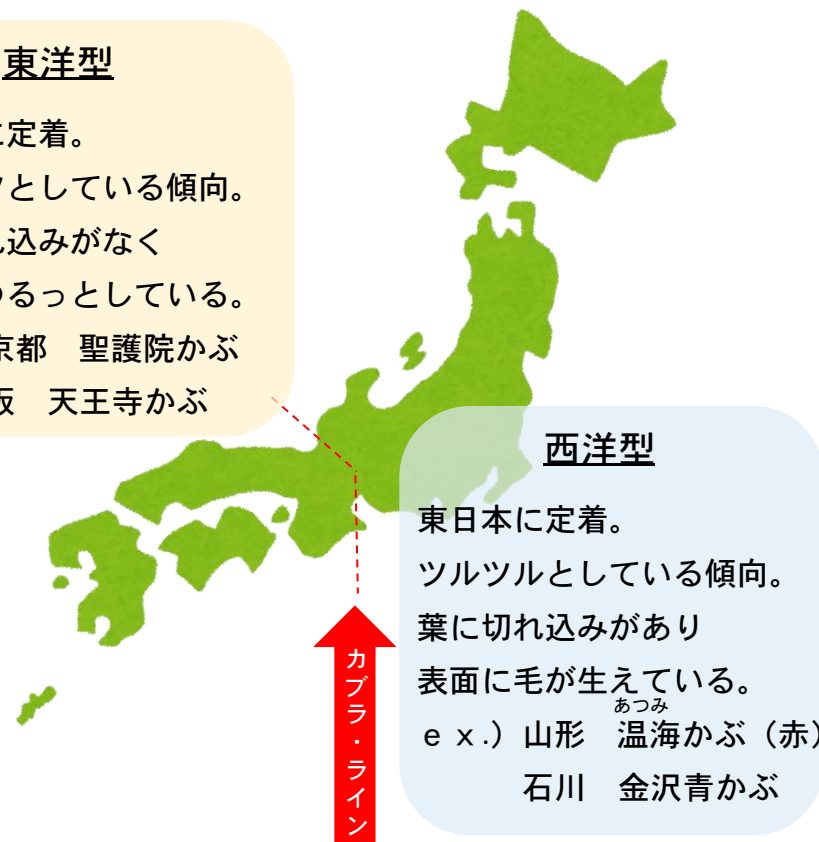 東洋型
に定着。
としている傾向。
込みがなく
るっとしている。
京都　聖護院かぶ
阪　天王寺かぶ
西洋型
東日本に定着。
ツルツルとしている傾向。
葉に切れ込みがあり
表面に毛が生えている。
あつみ
ｅｘ.）山形　温海かぶ（赤）
石川　金沢青かぶ
カブラ・ライン